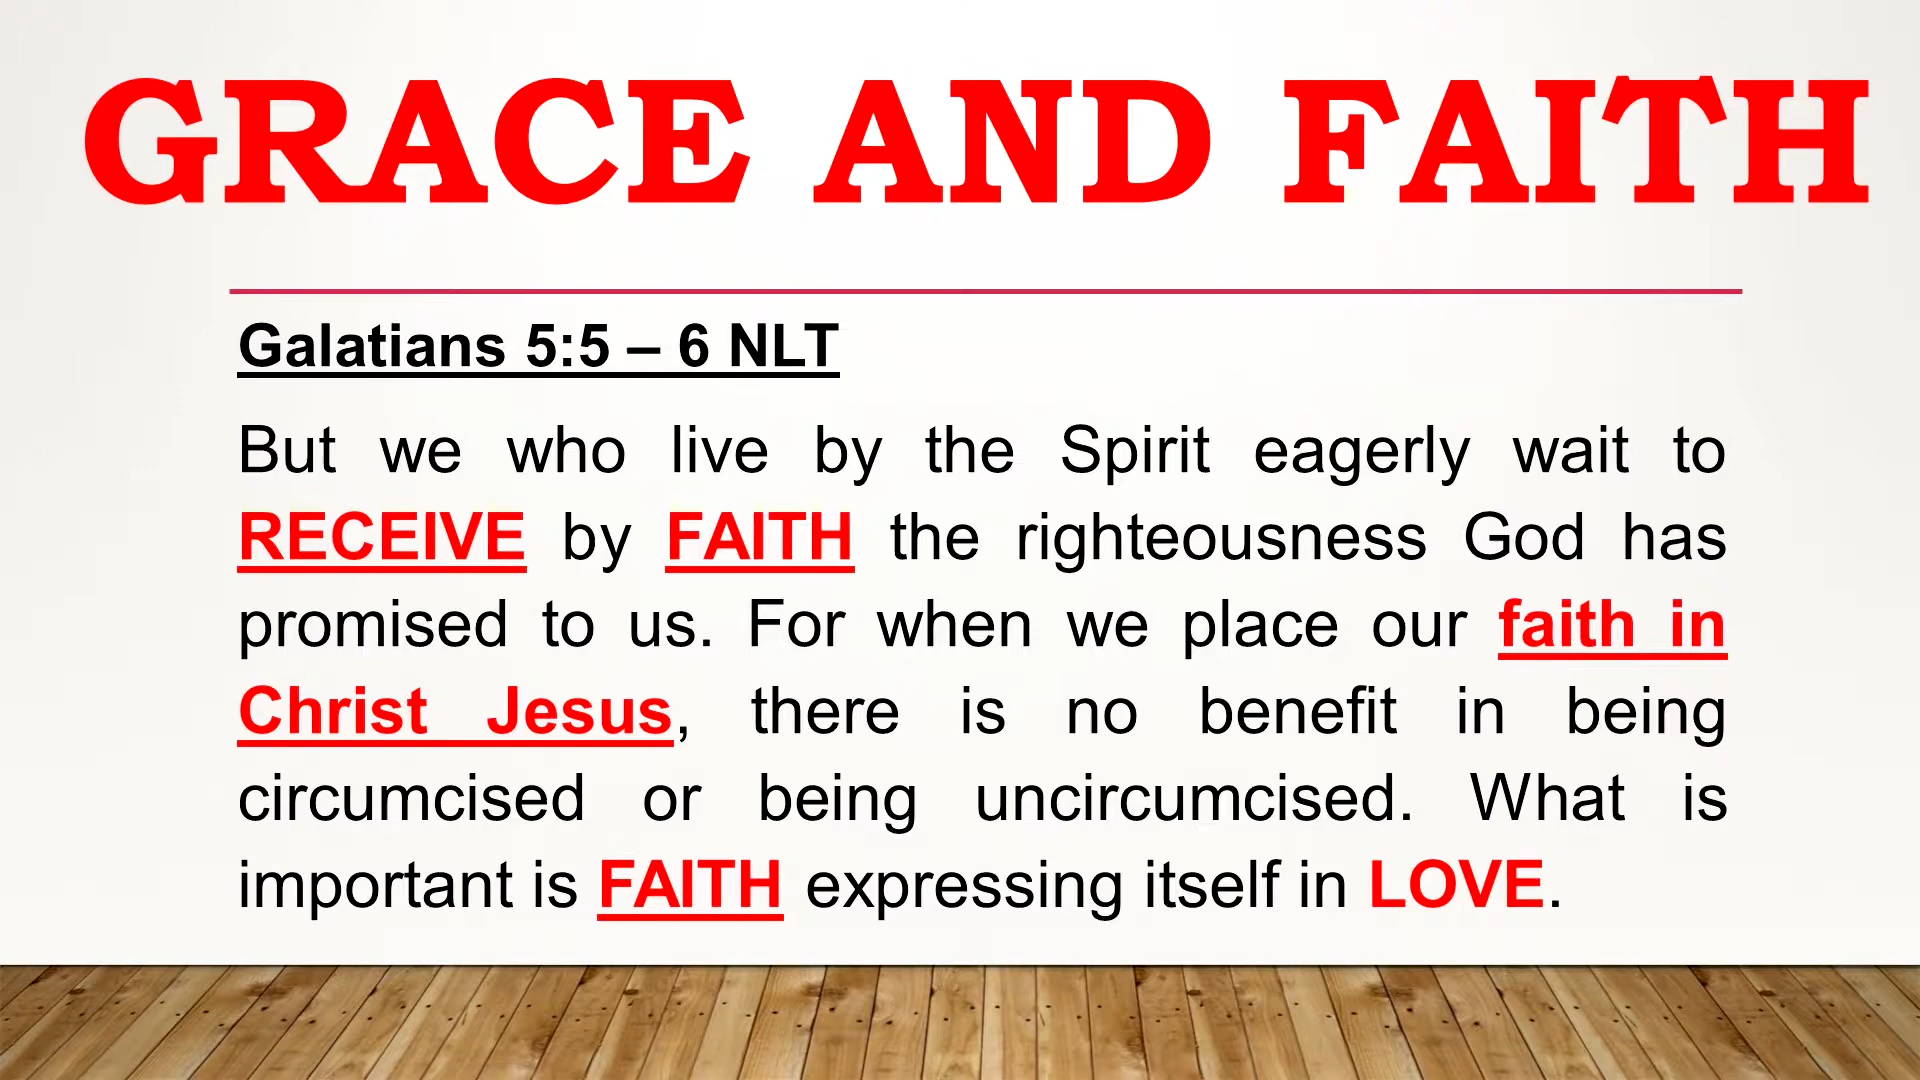 GRACE AND FAITH
Galatians 5:5 – 6 NLT
But we who live by the Spirit eagerly wait to
RECEIVE by FAITH the righteousness God has
promised to us. For when we place our faith in
Christ Jesus, there is no benefit in being
circumcised or being uncircumcised. What is
important is FAITH expressing itself in LOVE.